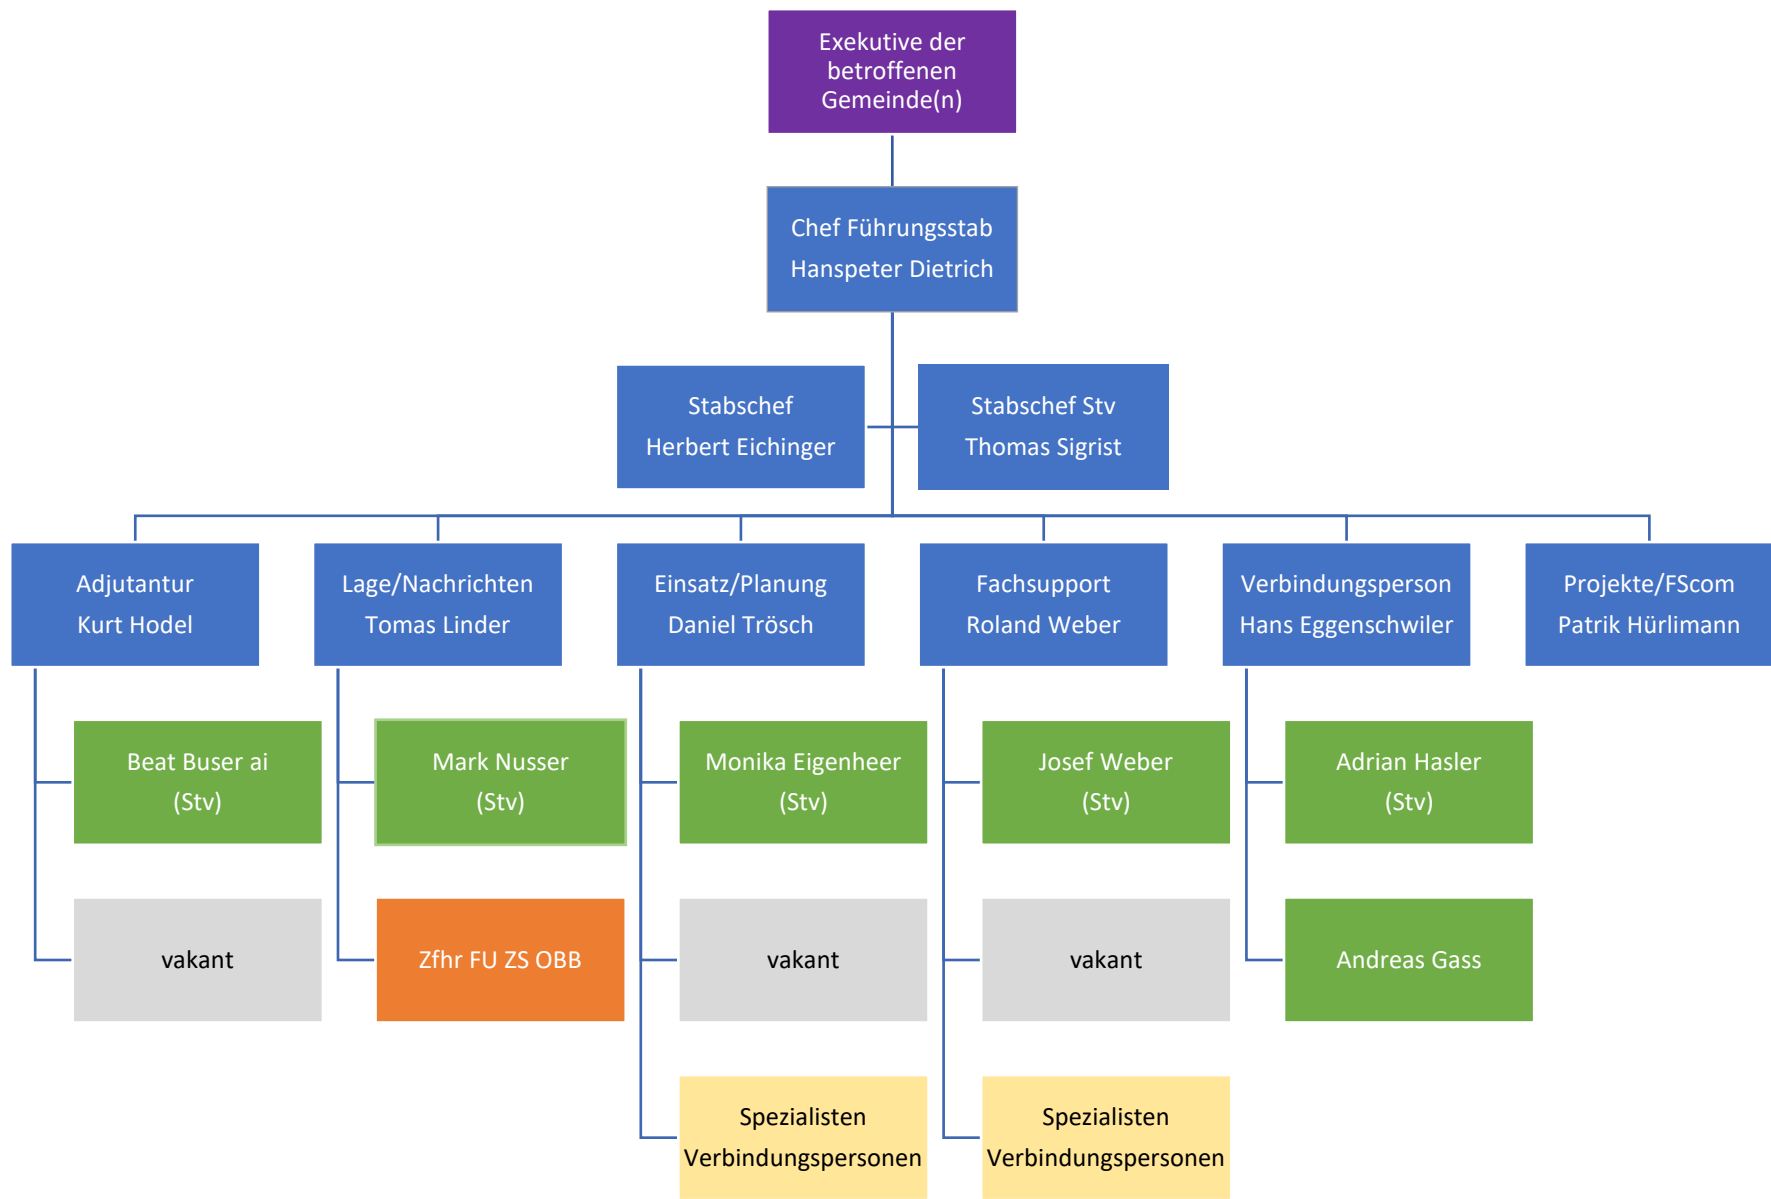 Exekutive der
betroffenen
Gemeinde(n)
Chef Führungsstab
Hanspeter Dietrich
Stabschef
Herbert Eichinger
Stabschef Stv
Thomas Sigrist
Adjutantur
Kurt Hodel
Lage/Nachrichten
Tomas Linder
Einsatz/Planung
Daniel Trösch
Fachsupport
Roland Weber
Verbindungsperson
Hans Eggenschwiler
Projekte/FScom
Patrik Hürlimann
Beat Buser ai
(Stv)
Mark Nusser
(Stv)
Monika Eigenheer
(Stv)
Josef Weber
(Stv)
Adrian Hasler
(Stv)
vakant
Zfhr FU ZS OBB
vakant
vakant
Andreas Gass
Spezialisten
Verbindungspersonen
Spezialisten
Verbindungspersonen